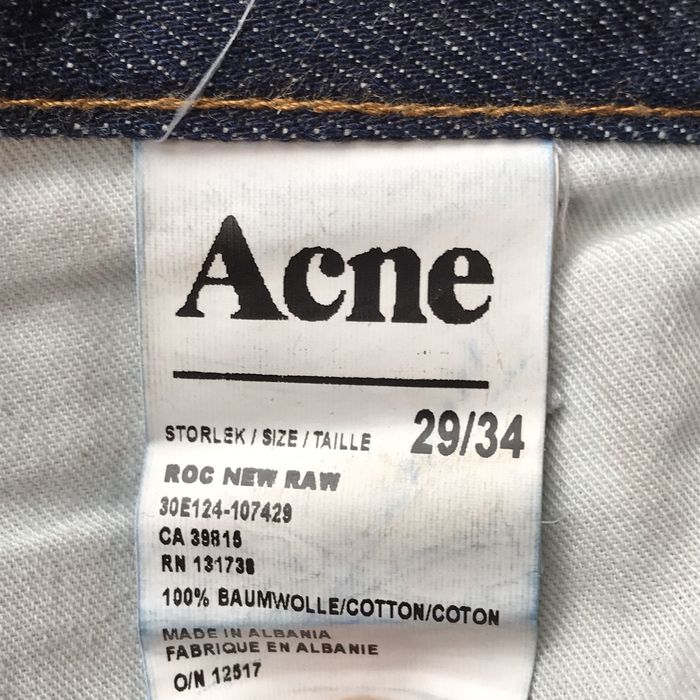 Acne
STORLEK / SIZE / TAILLE 29/34
ROC NEW RAW
30E124-107429
CA 39815
RN 131738
100% BAUMWOLLE/COTTON/COTON
MADE IN ALBANIA
FABRIQUE EN ALBANIE
O/N 12517